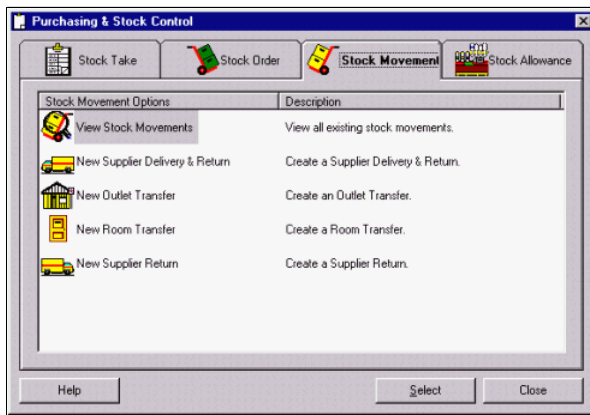 Purchasing & Stock Control
Stock Take Stock Order Stock Movement Stock Allowance
Stock Movement Options Description
View Stock Movements View all existing stock movements.
New Supplier Delivery & Return Create a Supplier Delivery & Return.
New Outlet Transfer Create an Outlet Transfer.
New Room Transfer Create a Room Transfer.
New Supplier Return Create a Supplier Return.
Help Select Close